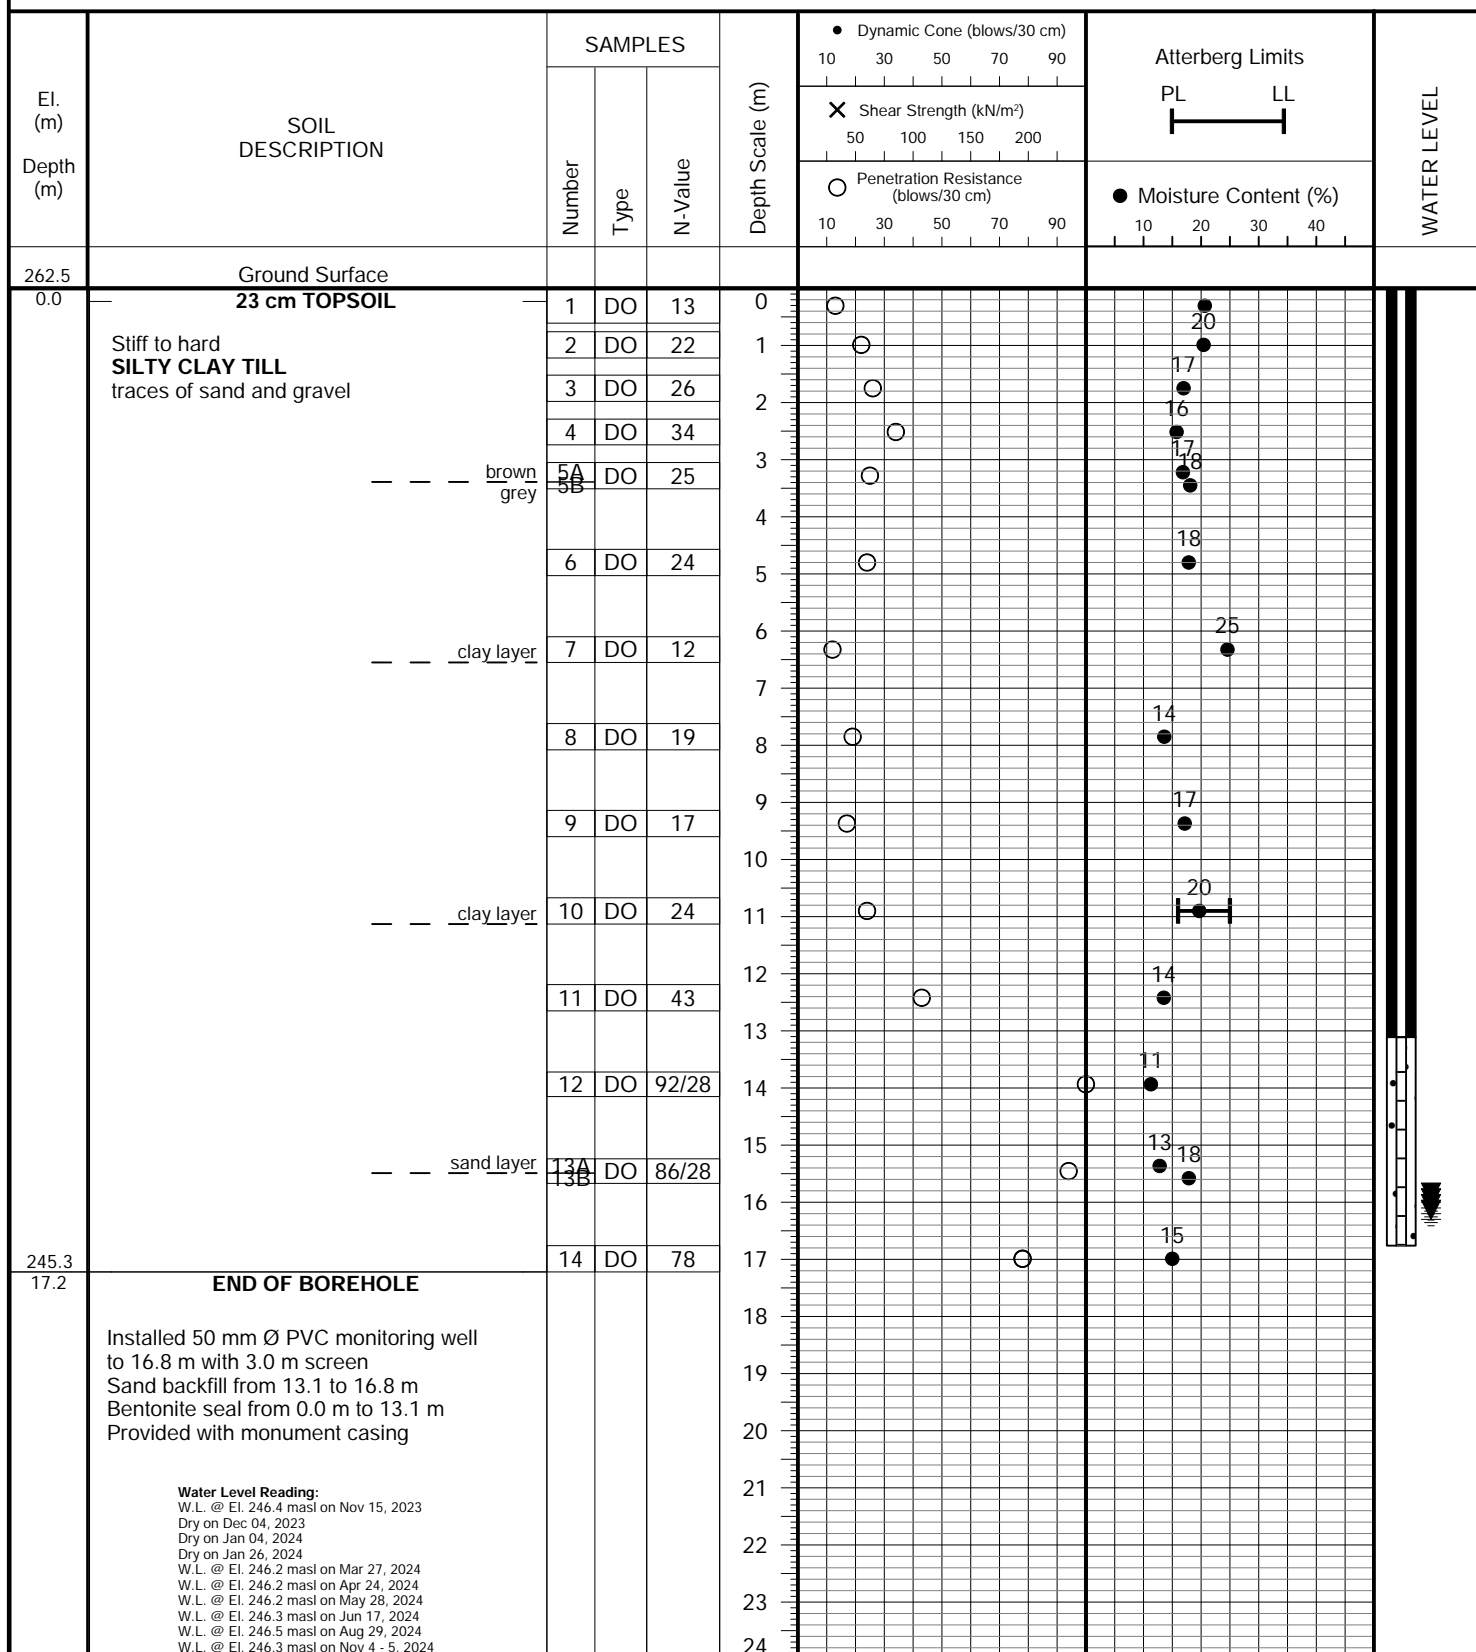 El.
(m)
Depth
(m)
SOIL
DESCRIPTION
SAMPLES
Number
Type
N-Value
Depth Scale (m)
Dynamic Cone (blows/30 cm)
10 30 50 70 90
Shear Strength (kN/m²)
50 100 150 200
Penetration Resistance
(blows/30 cm)
10 30 50 70 90
Atterberg Limits
PL LL
Moisture Content (%)
10 20 30 40
WATER LEVEL
262.5 Ground Surface
0.0 23 cm TOPSOIL
1 DO 13 0
20
Stiff to hard
SILTY CLAY TILL
traces of sand and gravel
2 DO 22 1
17
3 DO 26
2 16
4 DO 34
17
3 18
brown
grey
5A
5B
DO 25
4
18
6 DO 24
5
6 25
clay layer 7 DO 12
7
14
8 DO 19 8
9 17
9 DO 17
10
20
clay layer 10 DO 24 11
12 14
11 DO 43
13
11
12 DO 92/28 14
15 13 18
sand layer
13A
13B
DO 86/28
16
15
245.3 14 DO 78 17
17.2 END OF BOREHOLE
18
19
20
21
22
23
24
Installed 50 mm Ø PVC monitoring well
to 16.8 m with 3.0 m screen
Sand backfill from 13.1 to 16.8 m
Bentonite seal from 0.0 m to 13.1 m
Provided with monument casing
Water Level Reading:
W.L. @ El. 246.4 masl on Nov 15, 2023
Dry on Dec 04, 2023
Dry on Jan 04, 2024
Dry on Jan 26, 2024
W.L. @ El. 246.2 masl on Mar 27, 2024
W.L. @ El. 246.2 masl on Apr 24, 2024
W.L. @ El. 246.2 masl on May 28, 2024
W.L. @ El. 246.3 masl on Jun 17, 2024
W.L. @ El. 246.5 masl on Aug 29, 2024
W.L. @ El. 246.3 masl on Nov 4 - 5, 2024